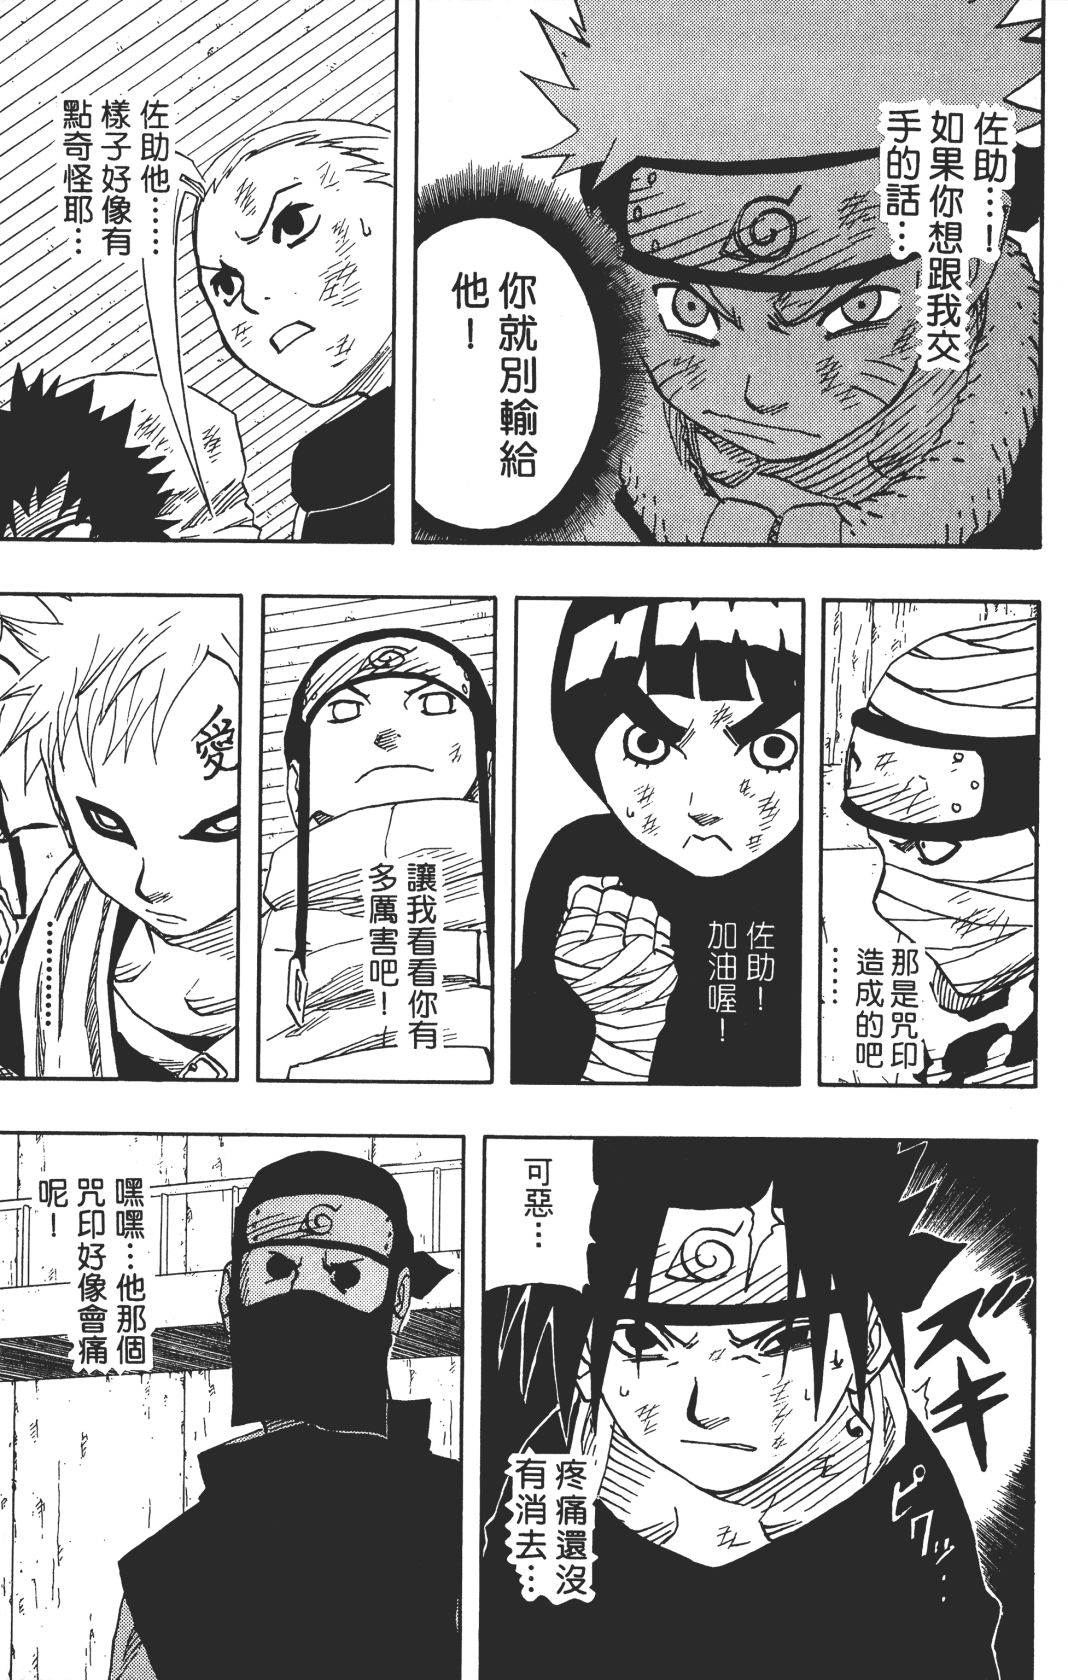 佐助…！
如果你想跟我交
手的話…
你就別輸給
他！
佐助他……
樣子好像有
點奇怪耶…
那是咒印
造成的吧
……
佐助！
加油喔！
讓我看看你有
多厲害吧！
愛
…………
可惡…
ズキッ
ピクッ…
疼痛還沒
有消去…
嘿嘿…他那個
咒印好像會痛
呢！